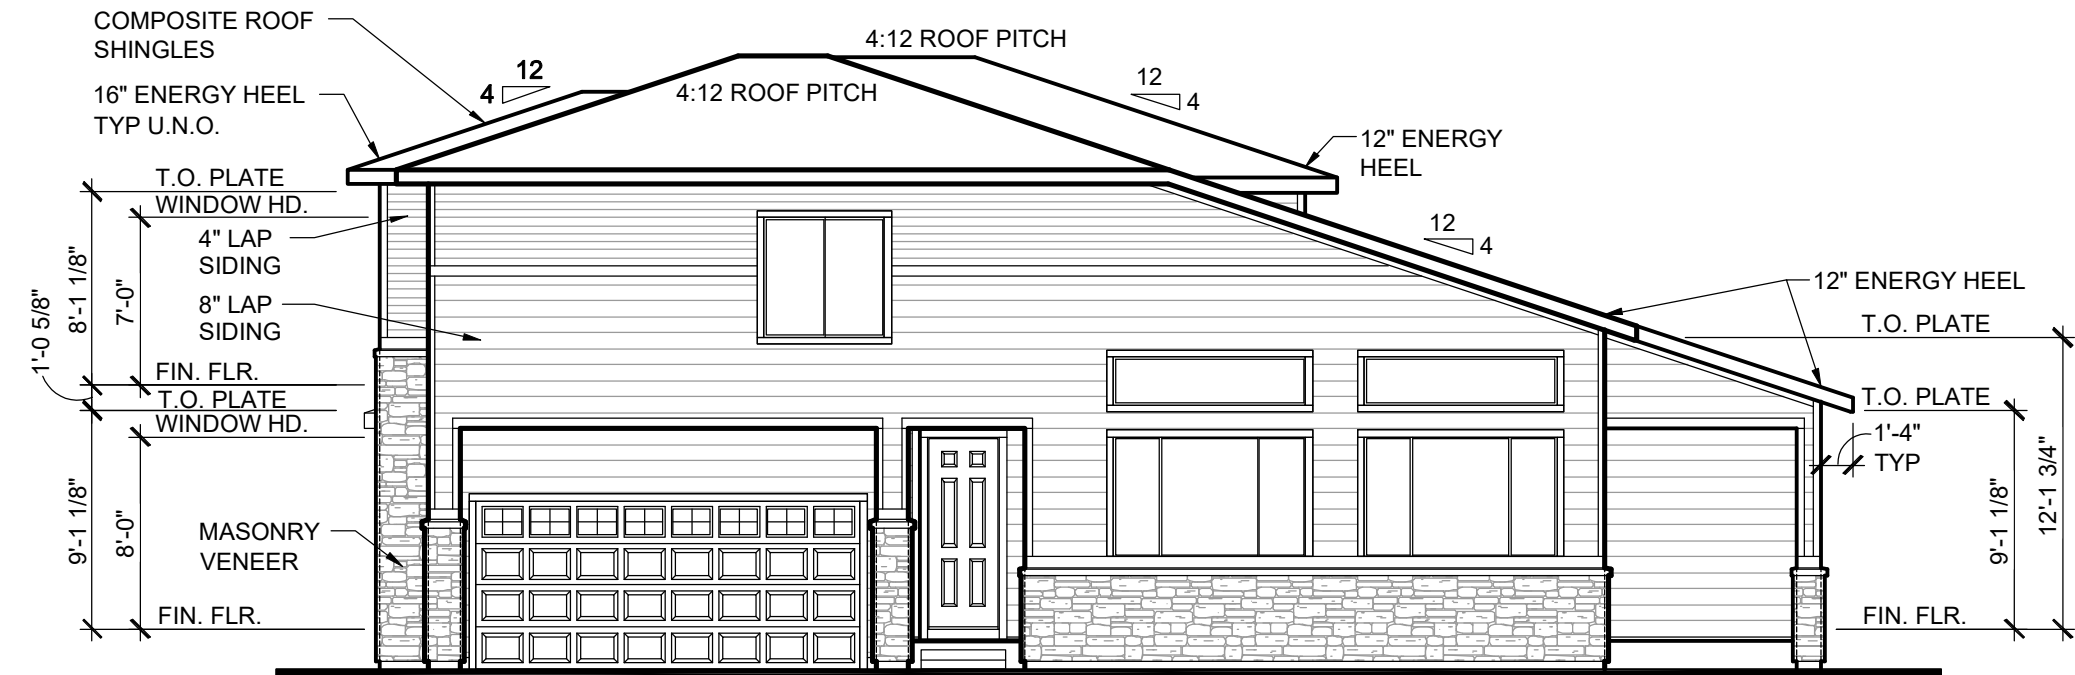 COMPOSITE ROOF
SHINGLES
16" ENERGY HEEL
TYP U.N.O.
12
4
4:12 ROOF PITCH
4:12 ROOF PITCH
12
4
12" ENERGY
HEEL
12
4
12" ENERGY HEEL
T.O. PLATE
WINDOW HD.
4" LAP
SIDING
8" LAP
SIDING
FIN. FLR.
T.O. PLATE
WINDOW HD.
MASONRY
VENEER
FIN. FLR.
1'-0 5/8"
8'-1 1/8"
7'-0"
9'-1 1/8"
8'-0"
T.O. PLATE
T.O. PLATE
1'-4"
TYP
9'-1 1/8"
12'-1 3/4"
FIN. FLR.